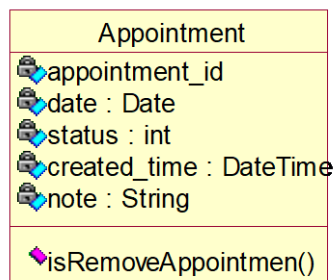 Appointment
appointment_id
date : Date
status : int
created_time : DateTime
note : String
isRemoveAppointmen()